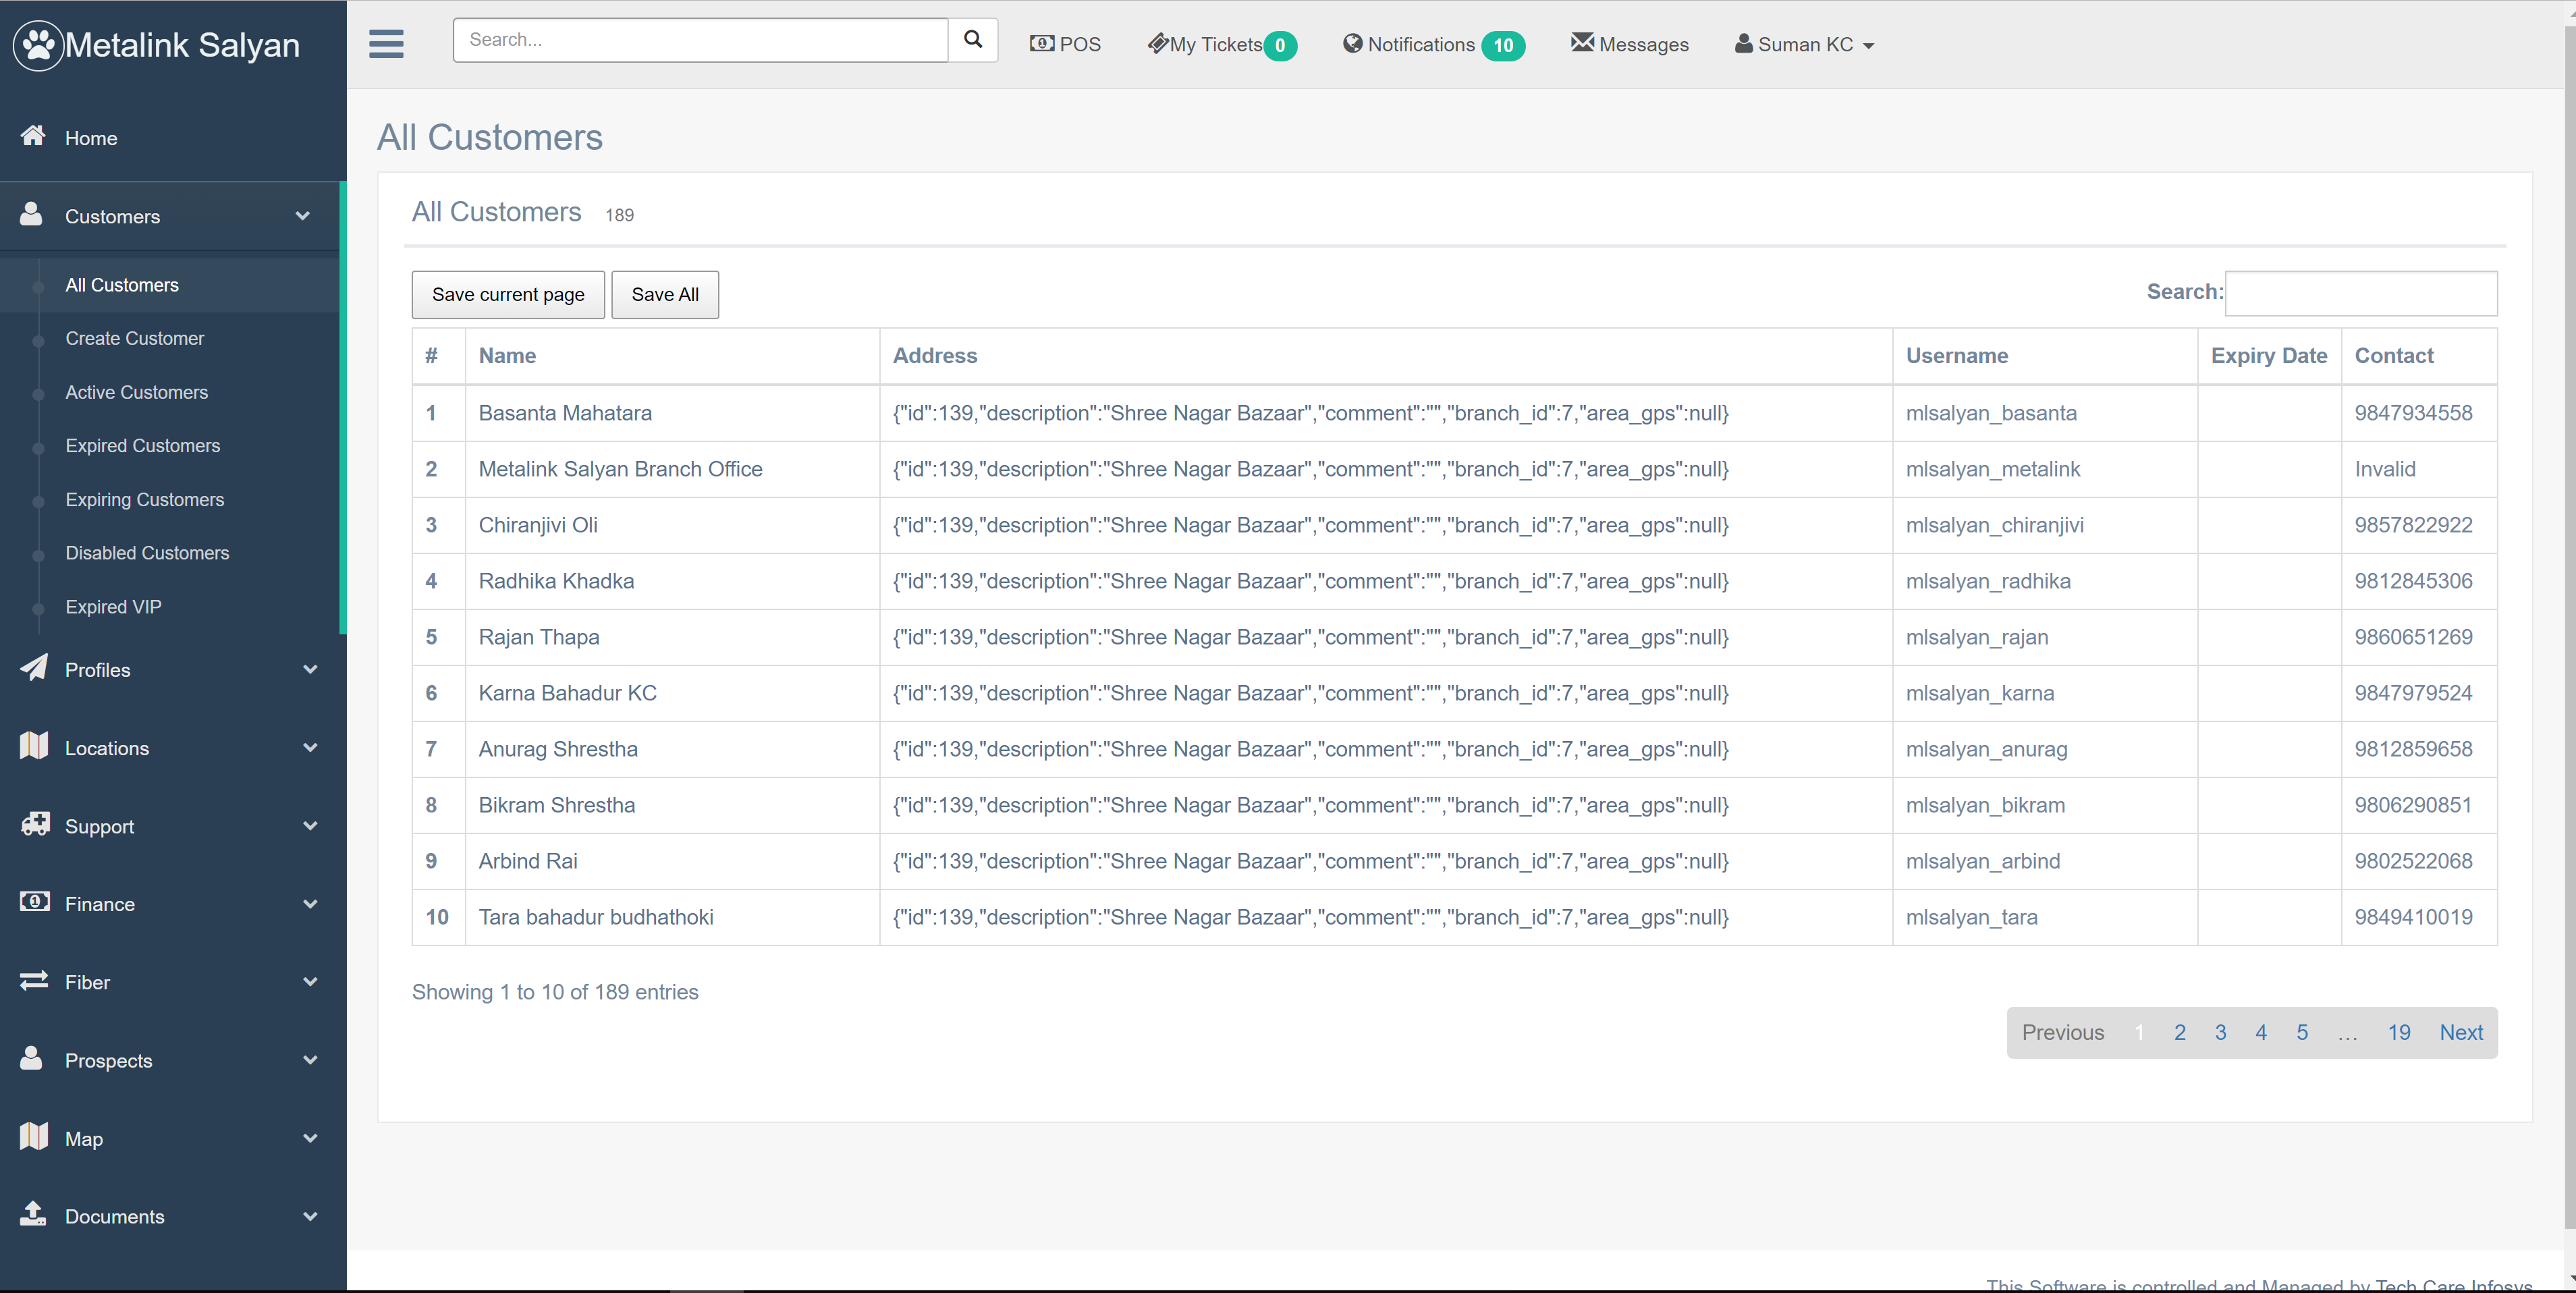 Metalink Salyan
Search...
POS
My Tickets 0
Notifications 10
Messages
Suman KC
Home
Customers
All Customers
Create Customer
Active Customers
Expired Customers
Expiring Customers
Disabled Customers
Expired VIP
Profiles
Locations
Support
Finance
Fiber
Prospects
Map
Documents
All Customers
All Customers 189
Save current page Save All
Search:
# Name Address Username Expiry Date Contact
1 Basanta Mahatara {"id":139,"description":"Shree Nagar Bazaar","comment":"","branch_id":7,"area_gps":null} mlsalyan_basanta 9847934558
2 Metalink Salyan Branch Office {"id":139,"description":"Shree Nagar Bazaar","comment":"","branch_id":7,"area_gps":null} mlsalyan_metalink Invalid
3 Chiranjivi Oli {"id":139,"description":"Shree Nagar Bazaar","comment":"","branch_id":7,"area_gps":null} mlsalyan_chiranjivi 9857822922
4 Radhika Khadka {"id":139,"description":"Shree Nagar Bazaar","comment":"","branch_id":7,"area_gps":null} mlsalyan_radhika 9812845306
5 Rajan Thapa {"id":139,"description":"Shree Nagar Bazaar","comment":"","branch_id":7,"area_gps":null} mlsalyan_rajan 9860651269
6 Karna Bahadur KC {"id":139,"description":"Shree Nagar Bazaar","comment":"","branch_id":7,"area_gps":null} mlsalyan_karna 9847979524
7 Anurag Shrestha {"id":139,"description":"Shree Nagar Bazaar","comment":"","branch_id":7,"area_gps":null} mlsalyan_anurag 9812859658
8 Bikram Shrestha {"id":139,"description":"Shree Nagar Bazaar","comment":"","branch_id":7,"area_gps":null} mlsalyan_bikram 9806290851
9 Arbind Rai {"id":139,"description":"Shree Nagar Bazaar","comment":"","branch_id":7,"area_gps":null} mlsalyan_arbind 9802522068
10 Tara bahadur budhathoki {"id":139,"description":"Shree Nagar Bazaar","comment":"","branch_id":7,"area_gps":null} mlsalyan_tara 9849410019
Showing 1 to 10 of 189 entries
Previous 1 2 3 4 5 … 19 Next
This Software is controlled and Managed by Tech Care Infosys